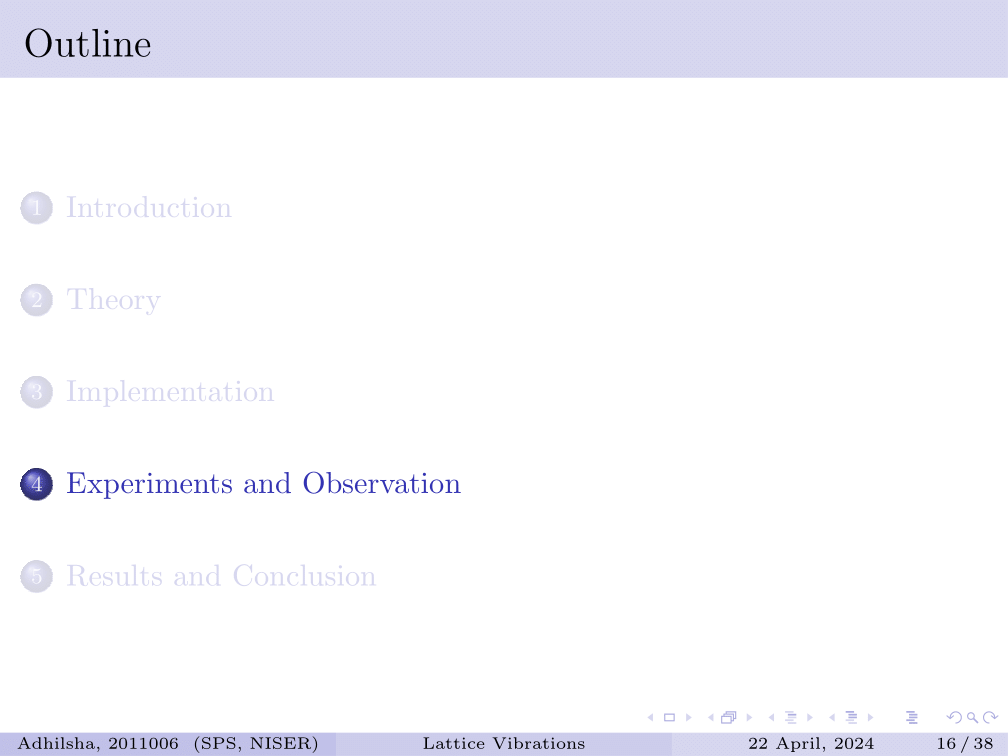 Outline
1 Introduction
2 Theory
3 Implementation
4 Experiments and Observation
5 Results and Conclusion
Adhilsha, 2011006 (SPS, NISER) Lattice Vibrations 22 April, 2024 16 / 38